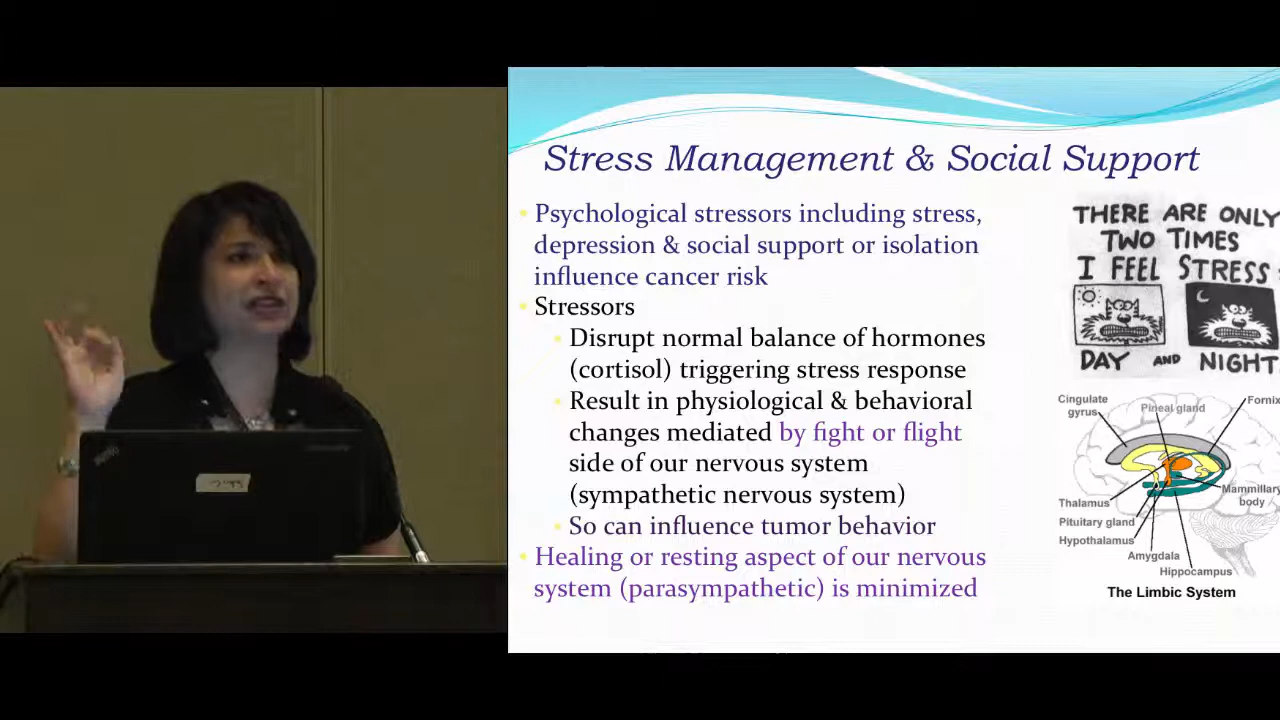 Stress Management & Social Support
Psychological stressors including stress,
depression & social support or isolation
influence cancer risk
Stressors
Disrupt normal balance of hormones
(cortisol) triggering stress response
Result in physiological & behavioral
changes mediated by fight or flight
side of our nervous system
(sympathetic nervous system)
So can influence tumor behavior
Healing or resting aspect of our nervous
system (parasympathetic) is minimized
THERE ARE ONLY
TWO TIMES
I FEEL STRESS
DAY AND NIGHT.
Cingulate
gyrus
Pineal gland
Fornix
Thalamus
Pituitary gland
Hypothalamus
Amygdala
Hippocampus
Mammillary
body
The Limbic System